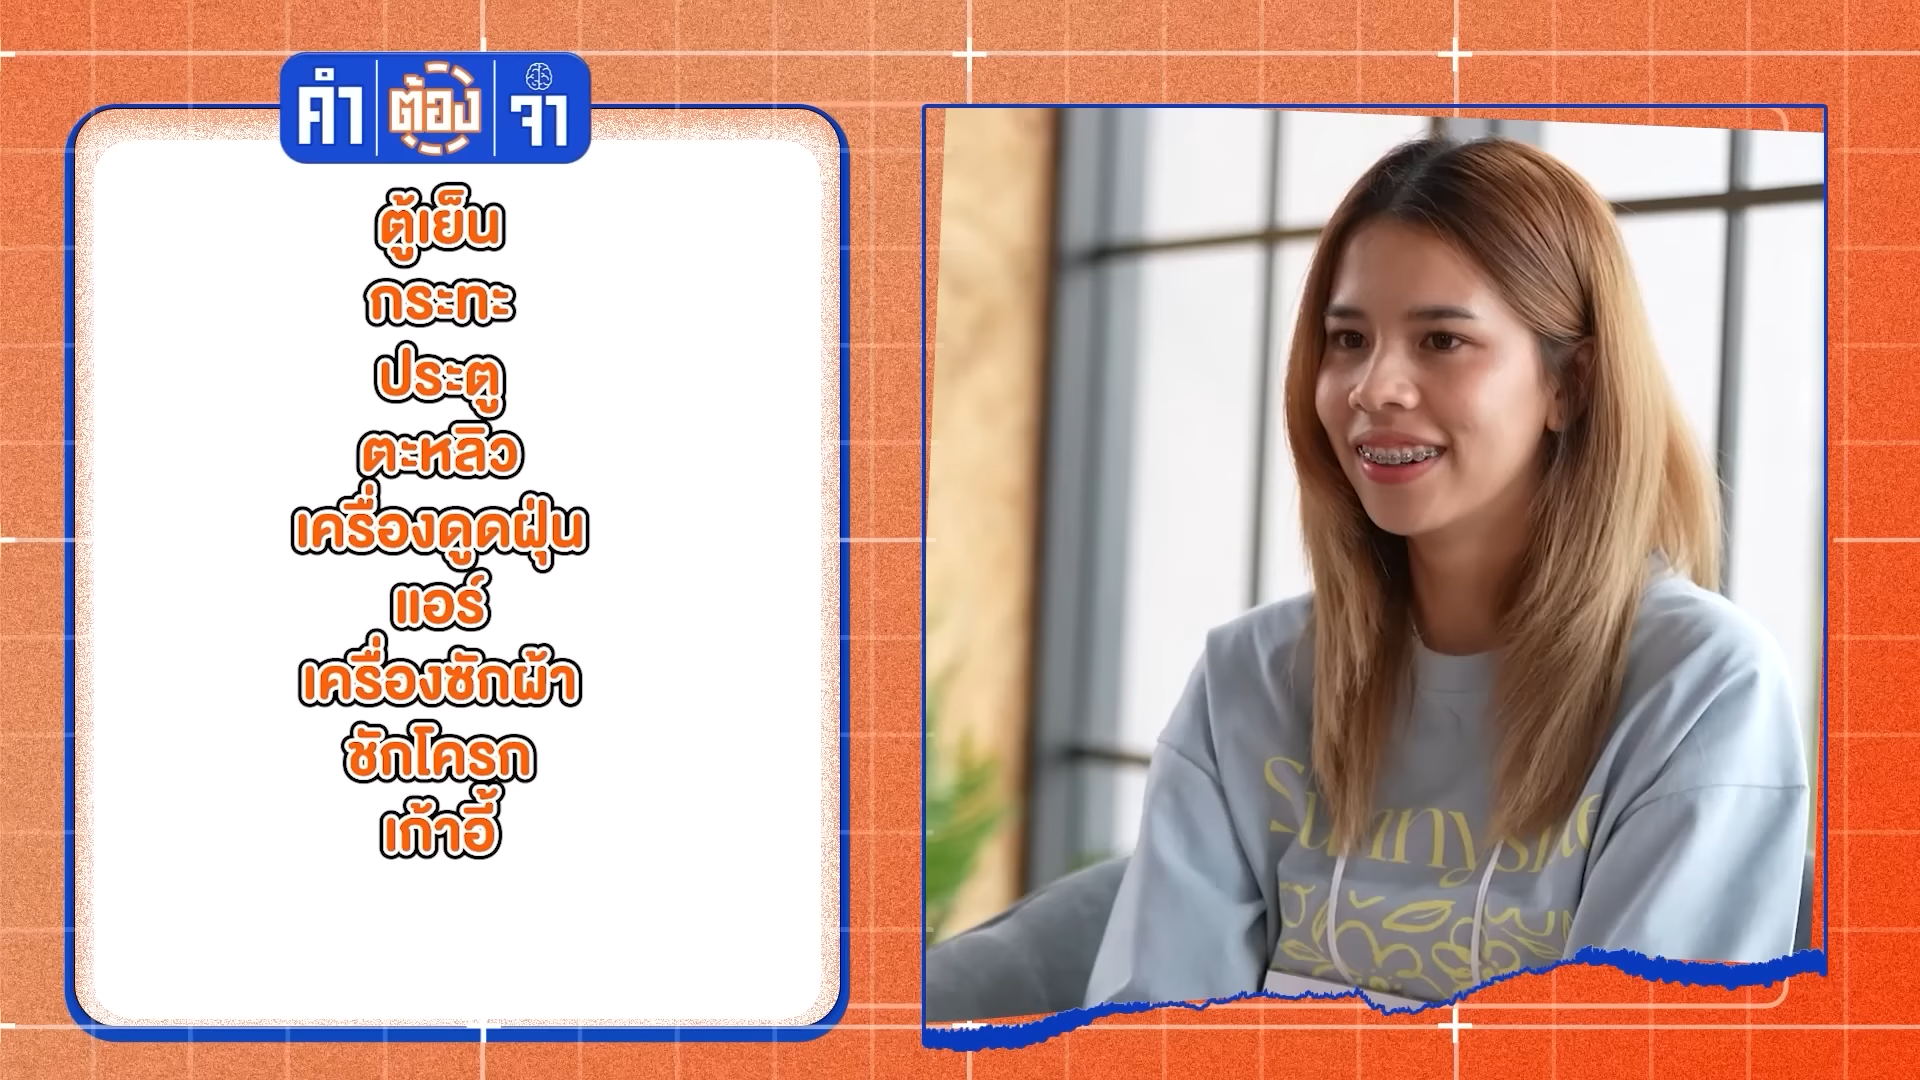 คำ ต้อง จำ
ตู้เย็น
กระทะ
ประตู
ตะหลิว
เครื่องดูดฝุ่น
แอร์
เครื่องซักผ้า
ชักโครก
เก้าอี้